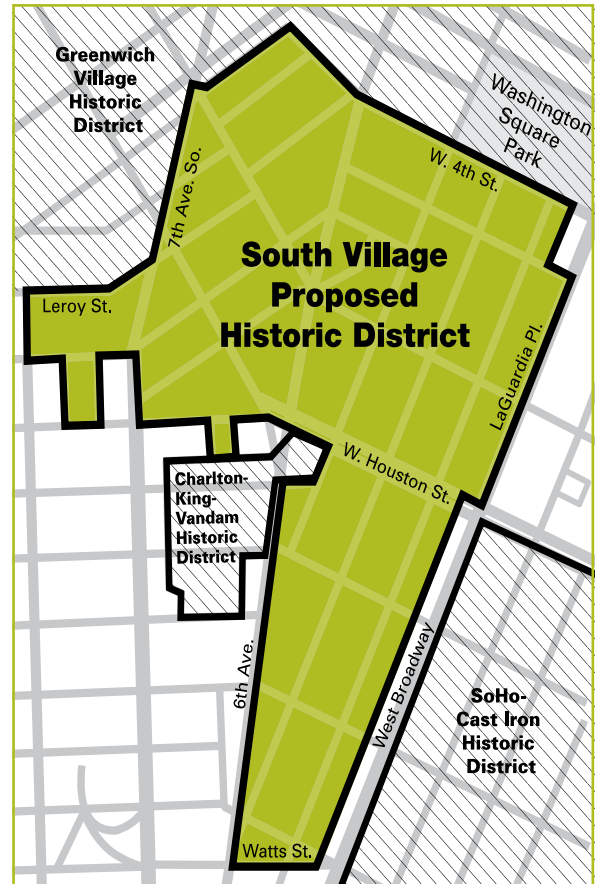 Greenwich
Village
Historic
District
Washington
Square
Park
W. 4th St.
7th Ave. So.
South Village
Proposed
Historic District
Leroy St.
LaGuardia Pl.
W. Houston St.
Charlton-
King-
Vandam
Historic
District
6th Ave.
West Broadway
SoHo-
Cast Iron
Historic
District
Watts St.